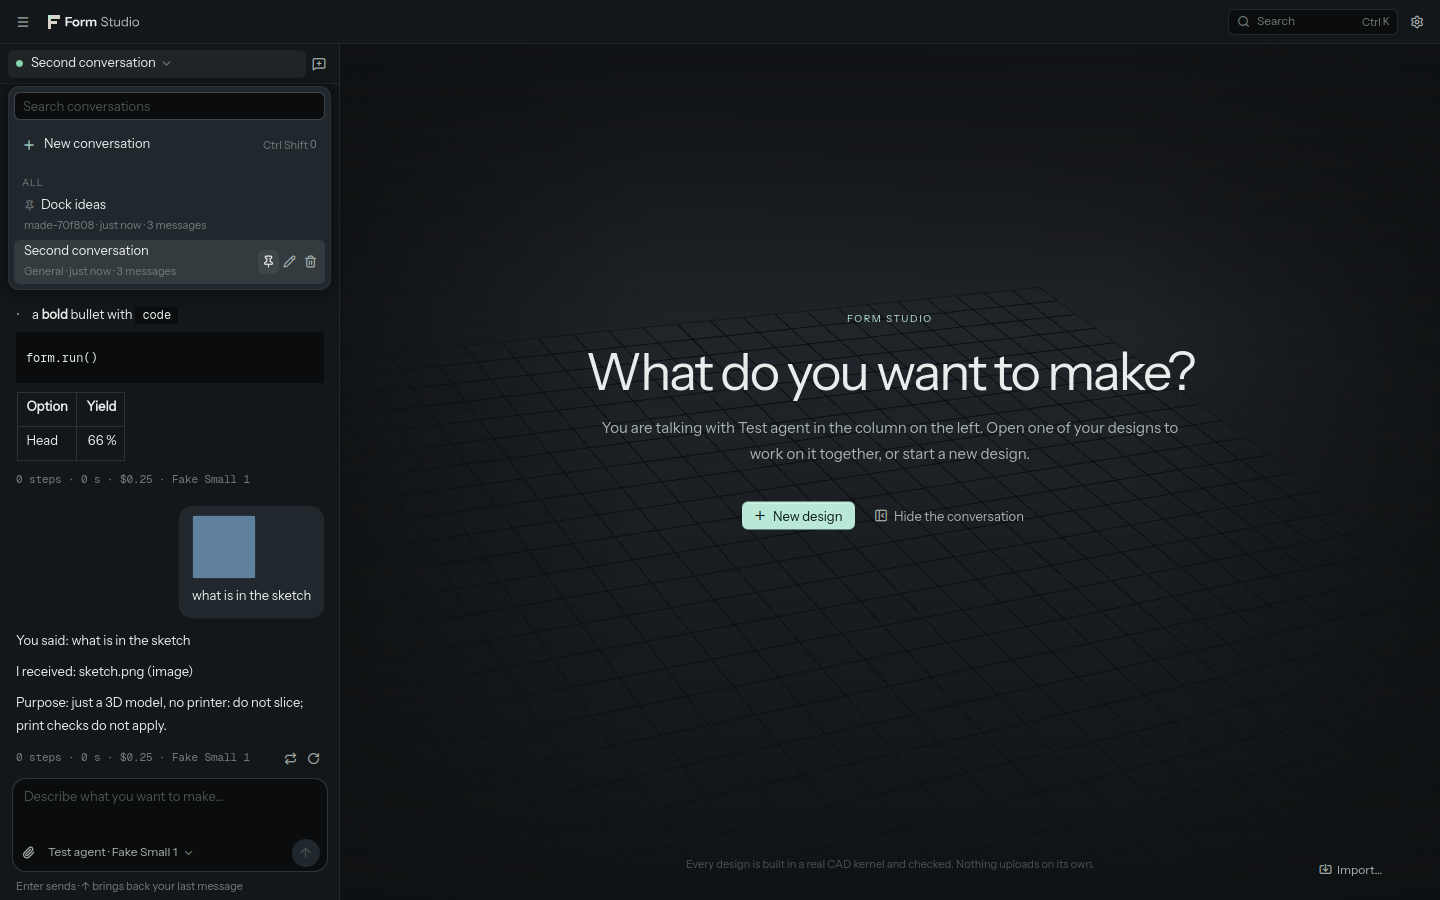 Form Studio
Search Ctrl K
Second conversation
Search conversations
New conversation Ctrl Shift O
ALL
Dock ideas
made-70f808 · just now · 3 messages
Second conversation
General · just now · 3 messages
· a bold bullet with code
form.run()
Option Yield
Head 66 %
0 steps · 0 s · $0.25 · Fake Small 1
what is in the sketch
You said: what is in the sketch
I received: sketch.png (image)
Purpose: just a 3D model, no printer: do not slice;
print checks do not apply.
0 steps · 0 s · $0.25 · Fake Small 1
Describe what you want to make...
Test agent · Fake Small 1
Enter sends · ↑ brings back your last message
FORM STUDIO
What do you want to make?
You are talking with Test agent in the column on the left. Open one of your designs to
work on it together, or start a new design.
New design
Hide the conversation
Every design is built in a real CAD kernel and checked. Nothing uploads on its own.
Import...